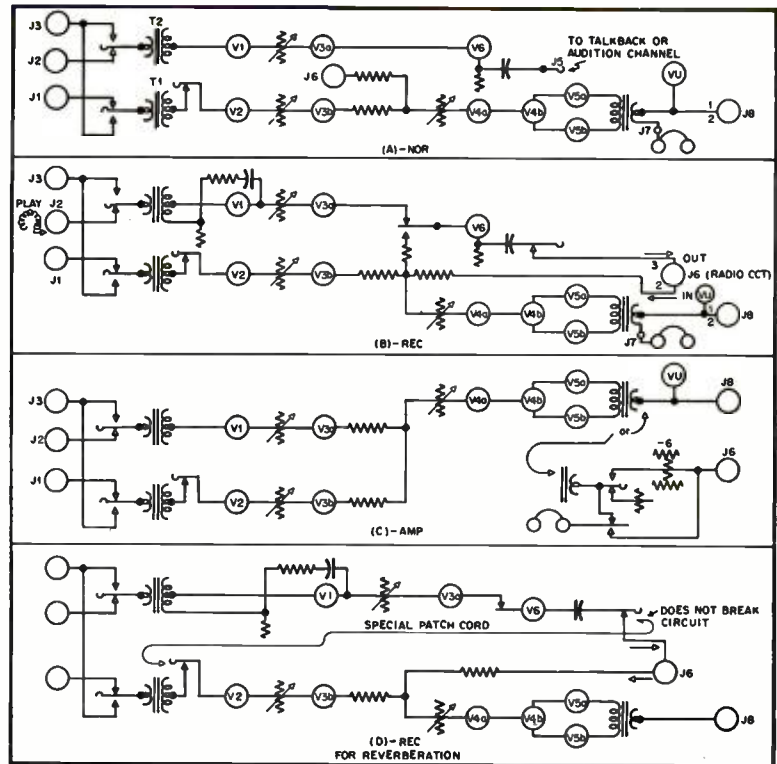 J3
T2
V1
V3a
V6
TO TALKBACK OR
AUDITION CHANNEL
J2
J6
J5
VU
T1
J1
V2
V3b
V4a
V4b
V5a
V5b
1
2
J8
J7
(A)-NOR
J3
PLAY
J2
V1
V3a
V6
OUT
3
J6 (RADIO CCT)
2
J1
V2
V3b
IN
VU
V4a
V4b
V5a
V5b
1
2
J8
J7
(B)-REC
J3
V1
V3a
V4a
V4b
V5a
V5b
VU
J8
J2
or
-6
J6
J1
V2
V3b
(C)-AMP
V1
V3a
V6
DOES NOT BREAK
CIRCUIT
SPECIAL PATCH CORD
J6
V2
V3b
V4a
V4b
V5a
V5b
J8
(D)-REC
FOR REVERBERATION